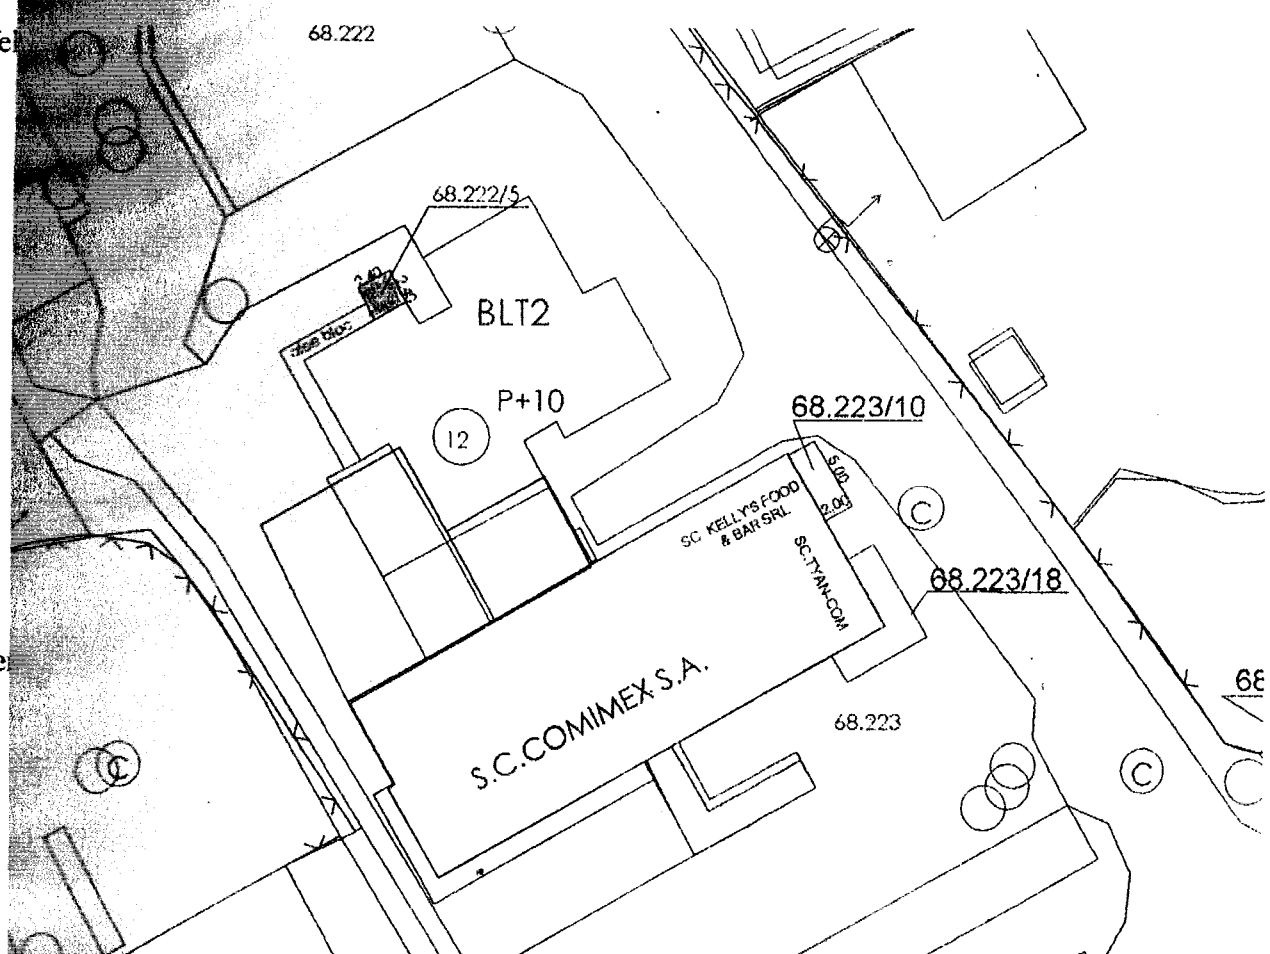 68.222
68.222/5
BLT2
P+10
12
68.223/10
5.00
2.00
SC. KELLY'S FOOD
& BAR SRL
SC.TYAN-COM
C
68.223/18
S.C.COMIMEX S.A.
68.223
68
C
C